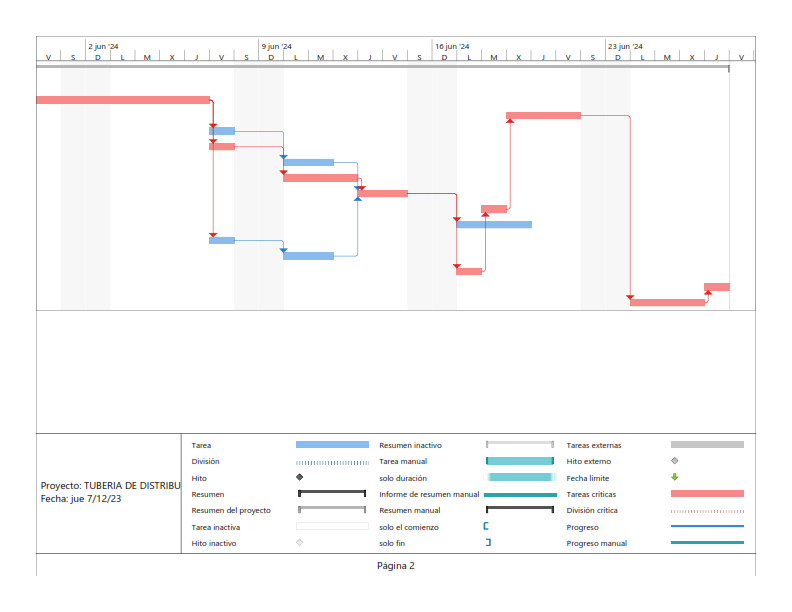 2 jun '24 9 jun '24 16 jun '24 23 jun '24
V S D L M X J V S D L M X J V S D L M X J V S D L M X J V
Tarea Resumen inactivo Tareas externas
División Tarea manual Hito externo
Hito solo duración Fecha límite
Proyecto: TUBERIA DE DISTRIBU
Fecha: jue 7/12/23
Resumen Informe de resumen manual Tareas críticas
Resumen del proyecto Resumen manual División crítica
Tarea inactiva solo el comienzo Progreso
Hito inactivo solo fin Progreso manual
Página 2